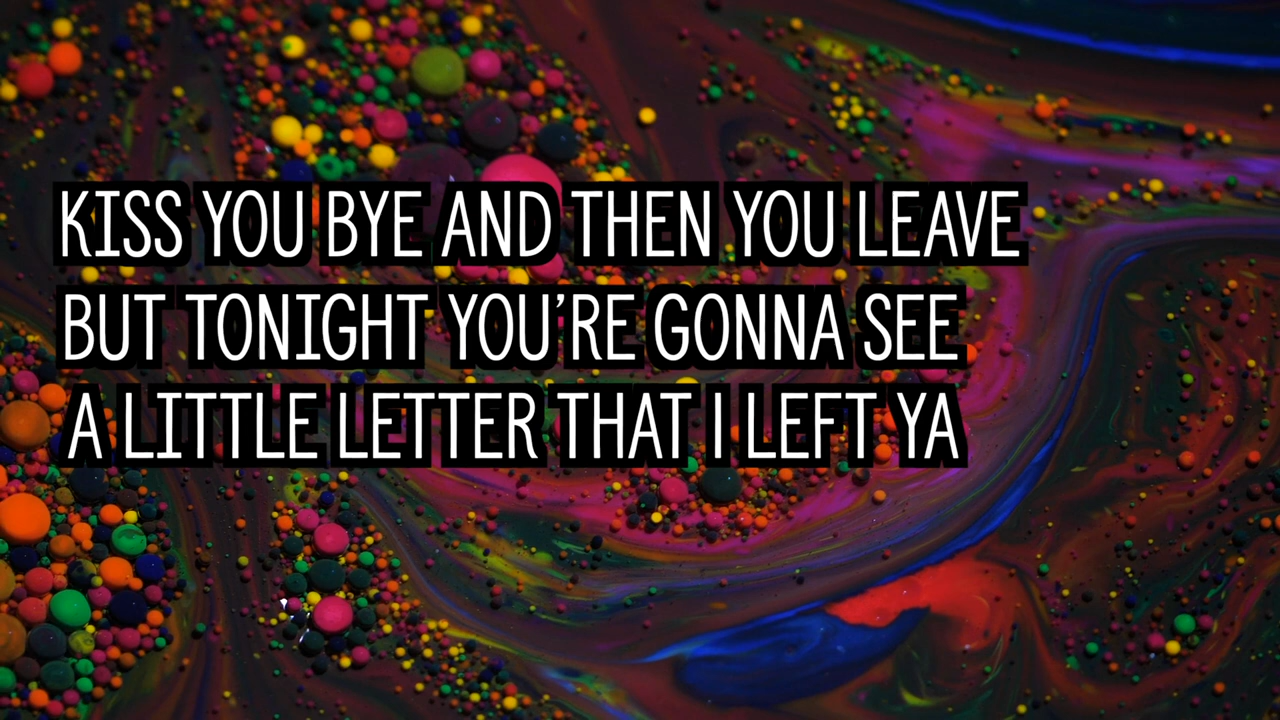 KISS YOU BYE AND THEN YOU LEAVE
BUT TONIGHT YOU'RE GONNA SEE
A LITTLE LETTER THAT I LEFT YA